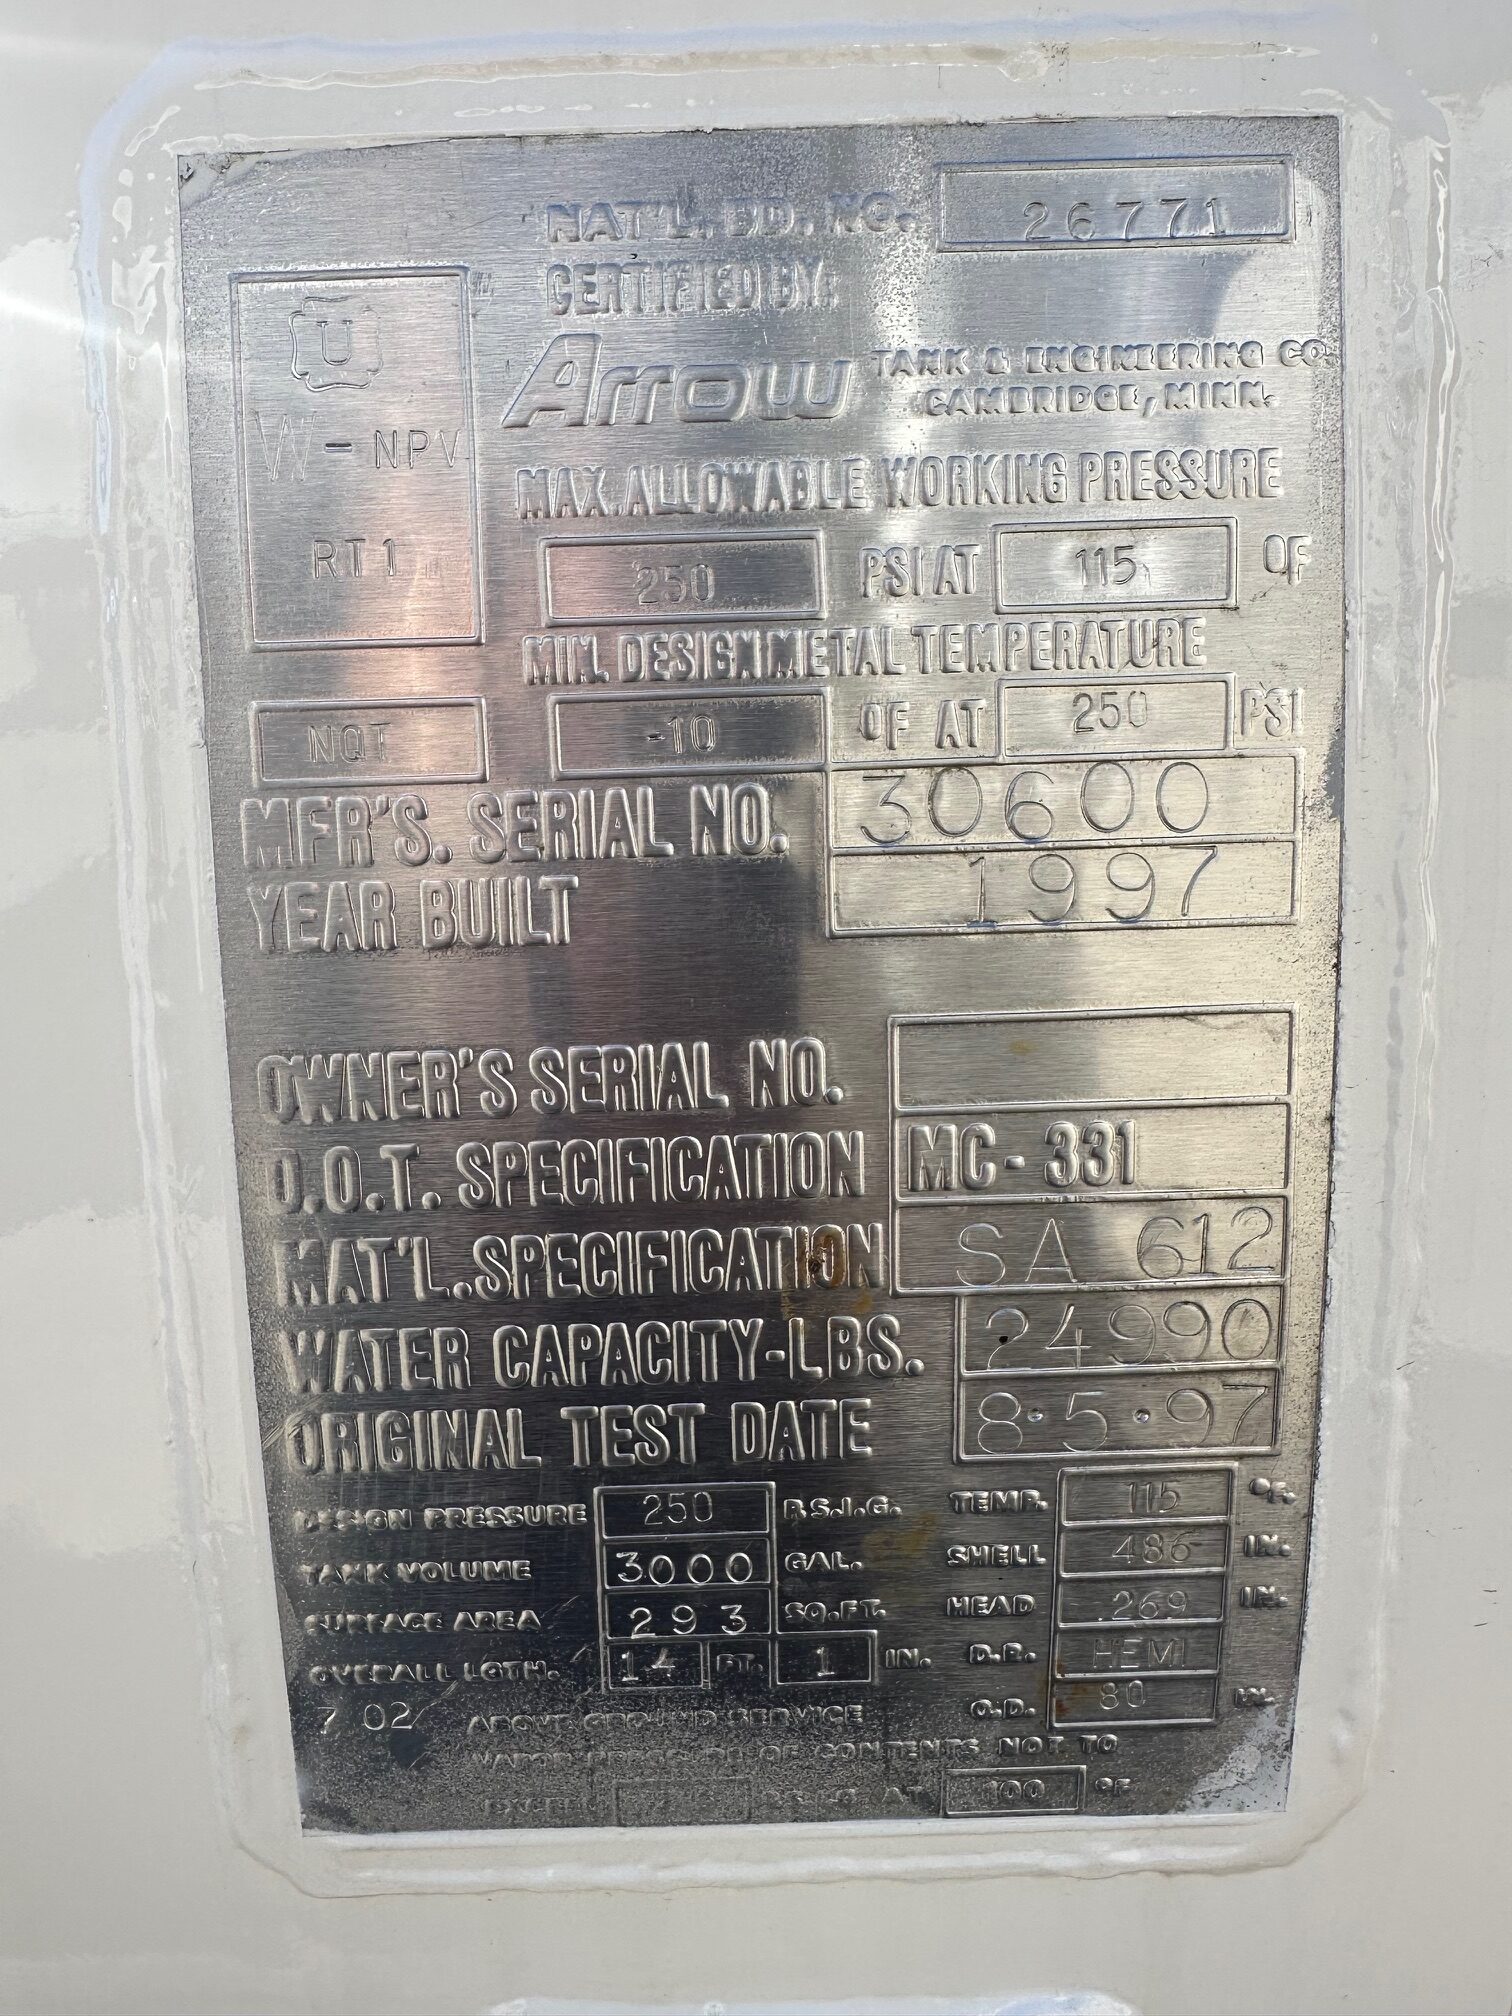 NAT'L. BD. NO. 26771
CERTIFIED BY:
U
Arrow TANK & ENGINEERING CO.
CAMBRIDGE, MINN.
W-NPV
MAX. ALLOWABLE WORKING PRESSURE
RT 1
250 PSI AT 115 OF
MIN. DESIGN METAL TEMPERATURE
NQT -10 OF AT 250 PSI
MFR'S. SERIAL NO. 30600
YEAR BUILT 1997
OWNER'S SERIAL NO.
D.O.T. SPECIFICATION MC-331
MAT'L. SPECIFICATION SA 612
WATER CAPACITY-LBS. 24990
ORIGINAL TEST DATE 8·5·97
DESIGN PRESSURE 250 P.S.I.G. TEMP. 115 °F.
TANK VOLUME 3000 GAL. SHELL .486 IN.
SURFACE AREA 293 SQ.FT. HEAD .269 IN.
OVERALL LGTH. 14 FT. 1 IN. D.R. HEMI
O.D. 80 IN.
7 02 ABOVE GROUND SERVICE
VAPOR PRESSURE OF CONTENTS NOT TO
AT 100 °F